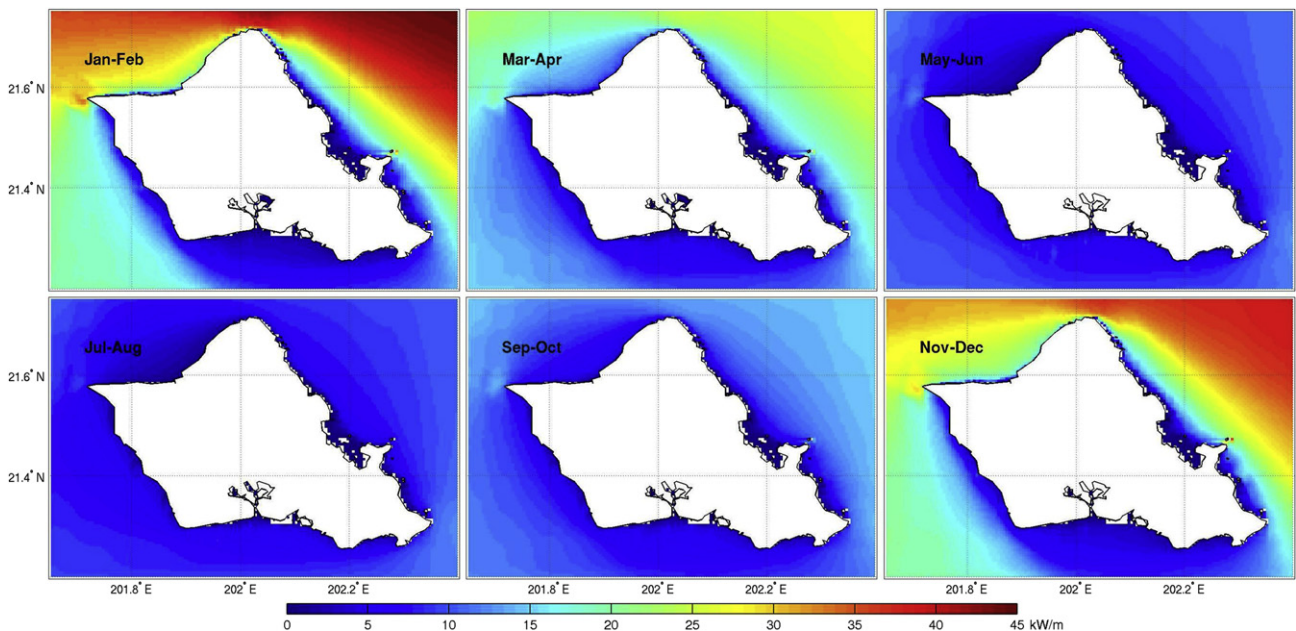 Jan-Feb
Mar-Apr
May-Jun
21.6° N
21.4° N
Jul-Aug
Sep-Oct
Nov-Dec
21.6° N
21.4° N
201.8° E 202° E 202.2° E 201.8° E 202° E 202.2° E 201.8° E 202° E 202.2° E
0 5 10 15 20 25 30 35 40 45 kW/m